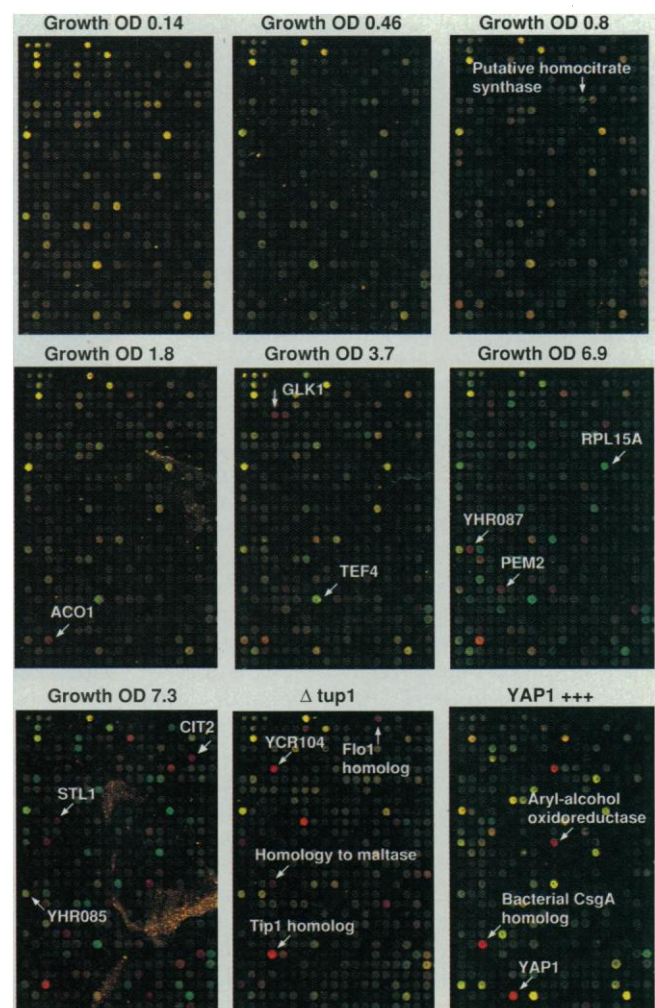 Growth OD 0.14
Growth OD 0.46
Growth OD 0.8
Putative homocitrate
synthase
Growth OD 1.8
Growth OD 3.7
Growth OD 6.9
ACO1
GLK1
TEF4
RPL15A
YHR087
PEM2
Growth OD 7.3
Δ tup1
YAP1 +++
CIT2
STL1
YHR085
YCR104
Flo1
homolog
Homology to maltase
Tip1 homolog
Aryl-alcohol
oxidoreductase
Bacterial CsgA
homolog
YAP1